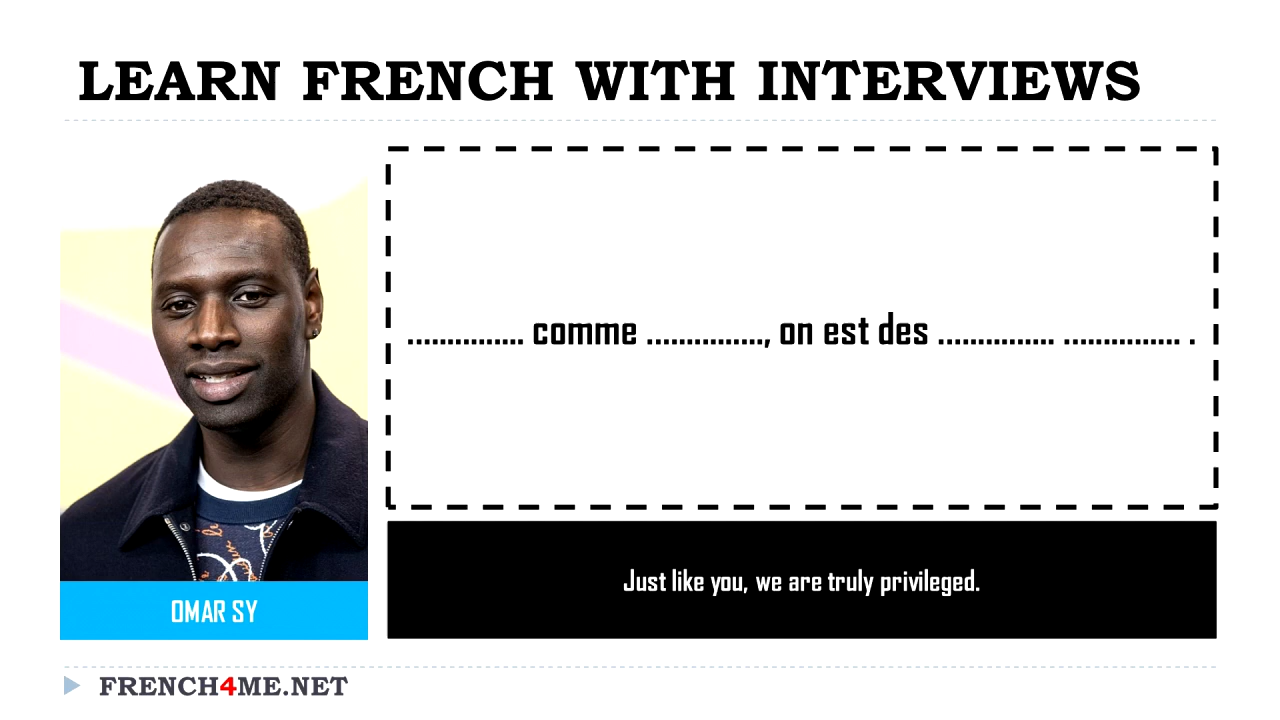 LEARN FRENCH WITH INTERVIEWS
............... comme ..............., on est des ............... ............... .
Just like you, we are truly privileged.
OMAR SY
FRENCH4ME.NET